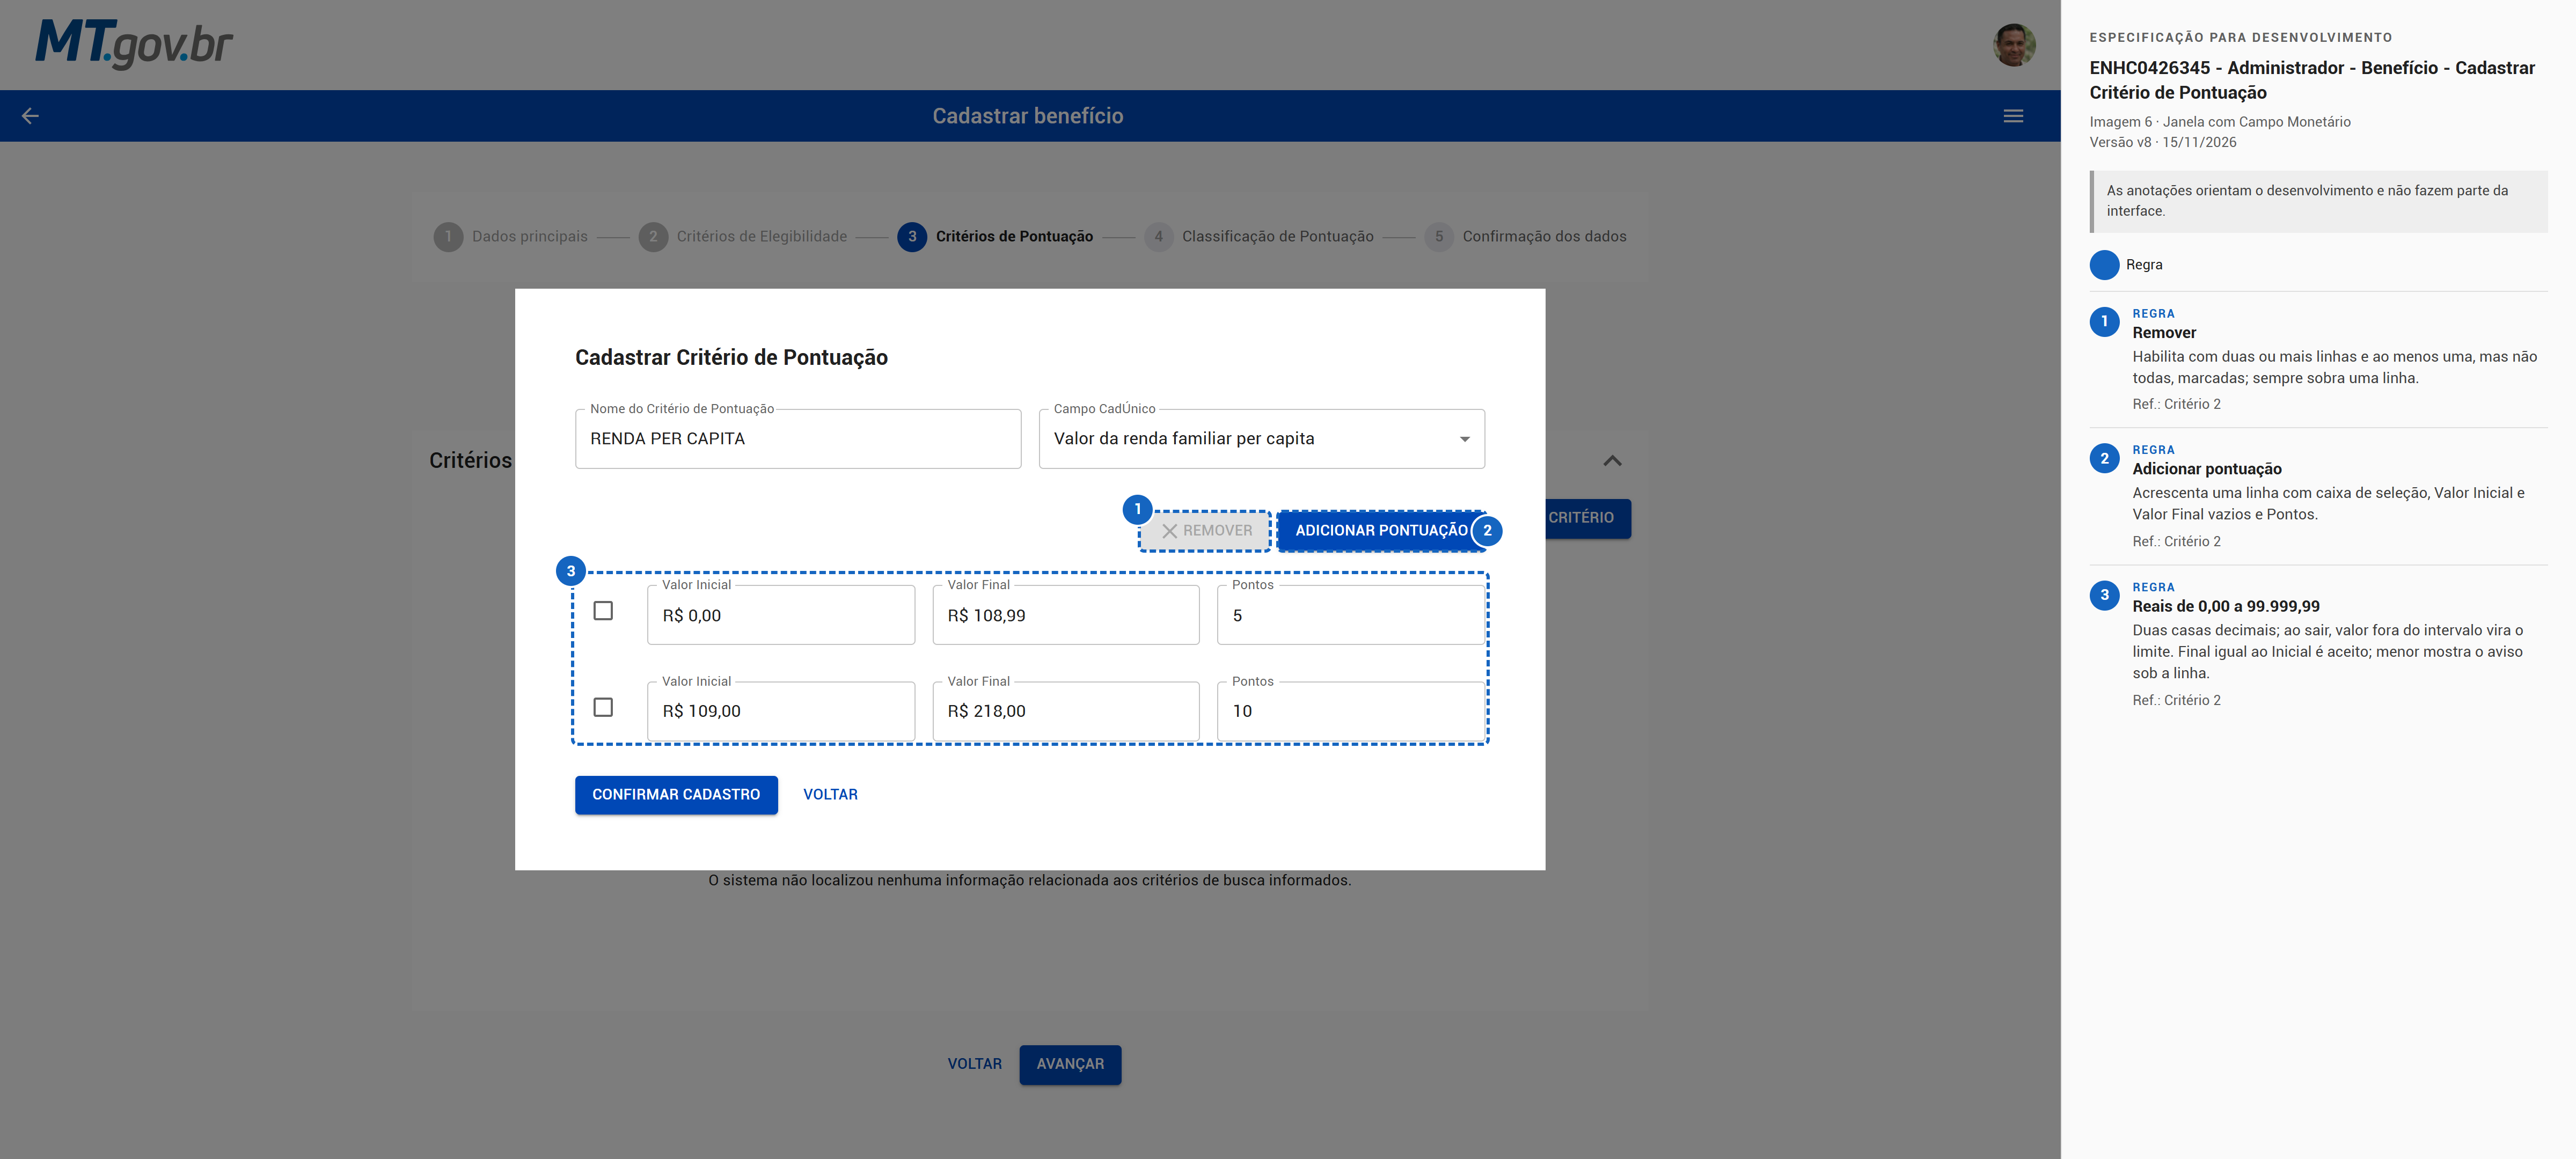 MT.gov.br
Cadastrar benefício
1 Dados principais 2 Critérios de Elegibilidade 3 Critérios de Pontuação 4 Classificação de Pontuação 5 Confirmação dos dados
Critérios
CRITÉRIO
Cadastrar Critério de Pontuação
Nome do Critério de Pontuação
RENDA PER CAPITA
Campo CadÚnico
Valor da renda familiar per capita
1 REMOVER
ADICIONAR PONTUAÇÃO 2
3
Valor Inicial Valor Final Pontos
R$ 0,00 R$ 108,99 5
Valor Inicial Valor Final Pontos
R$ 109,00 R$ 218,00 10
CONFIRMAR CADASTRO VOLTAR
O sistema não localizou nenhuma informação relacionada aos critérios de busca informados.
VOLTAR AVANÇAR
ESPECIFICAÇÃO PARA DESENVOLVIMENTO
ENHC0426345 - Administrador - Benefício - Cadastrar
Critério de Pontuação
Imagem 6 · Janela com Campo Monetário
Versão v8 · 15/11/2026
As anotações orientam o desenvolvimento e não fazem parte da
interface.
Regra
1 REGRA
Remover
Habilita com duas ou mais linhas e ao menos uma, mas não
todas, marcadas; sempre sobra uma linha.
Ref.: Critério 2
2 REGRA
Adicionar pontuação
Acrescenta uma linha com caixa de seleção, Valor Inicial e
Valor Final vazios e Pontos.
Ref.: Critério 2
3 REGRA
Reais de 0,00 a 99.999,99
Duas casas decimais; ao sair, valor fora do intervalo vira o
limite. Final igual ao Inicial é aceito; menor mostra o aviso
sob a linha.
Ref.: Critério 2